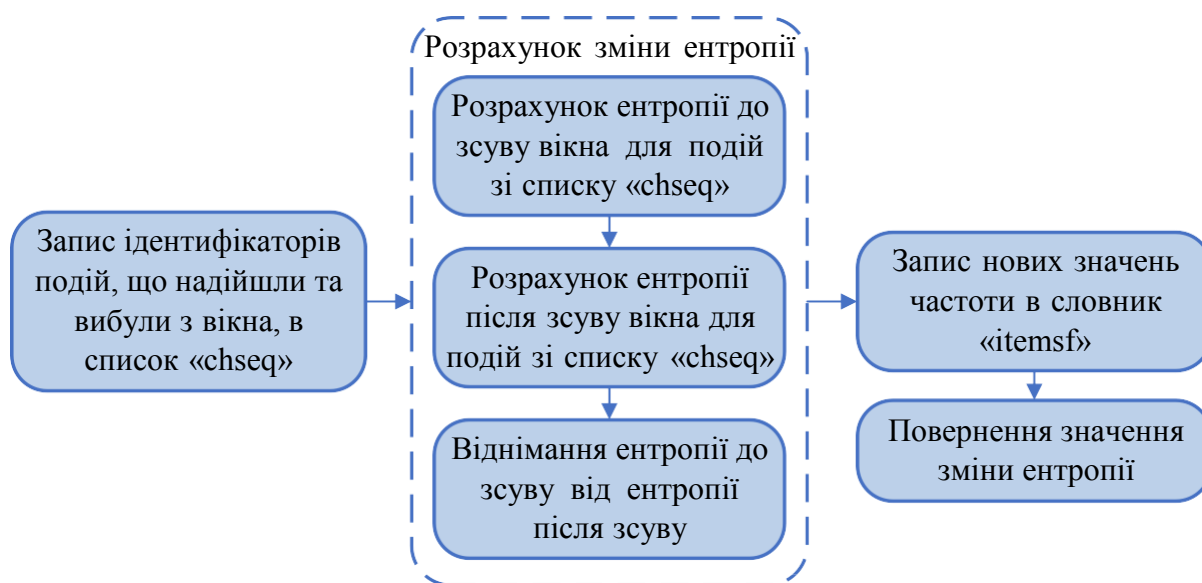 Запис ідентифікаторів
подій, що надійшли та
вибули з вікна, в
список «chseq»
Розрахунок зміни ентропії
Розрахунок ентропії до
зсуву вікна для подій
зі списку «chseq»
Розрахунок ентропії
після зсуву вікна для
подій зі списку «chseq»
Віднімання ентропії до
зсуву від ентропії
після зсуву
Запис нових значень
частоти в словник
«itemsf»
Повернення значення
зміни ентропії